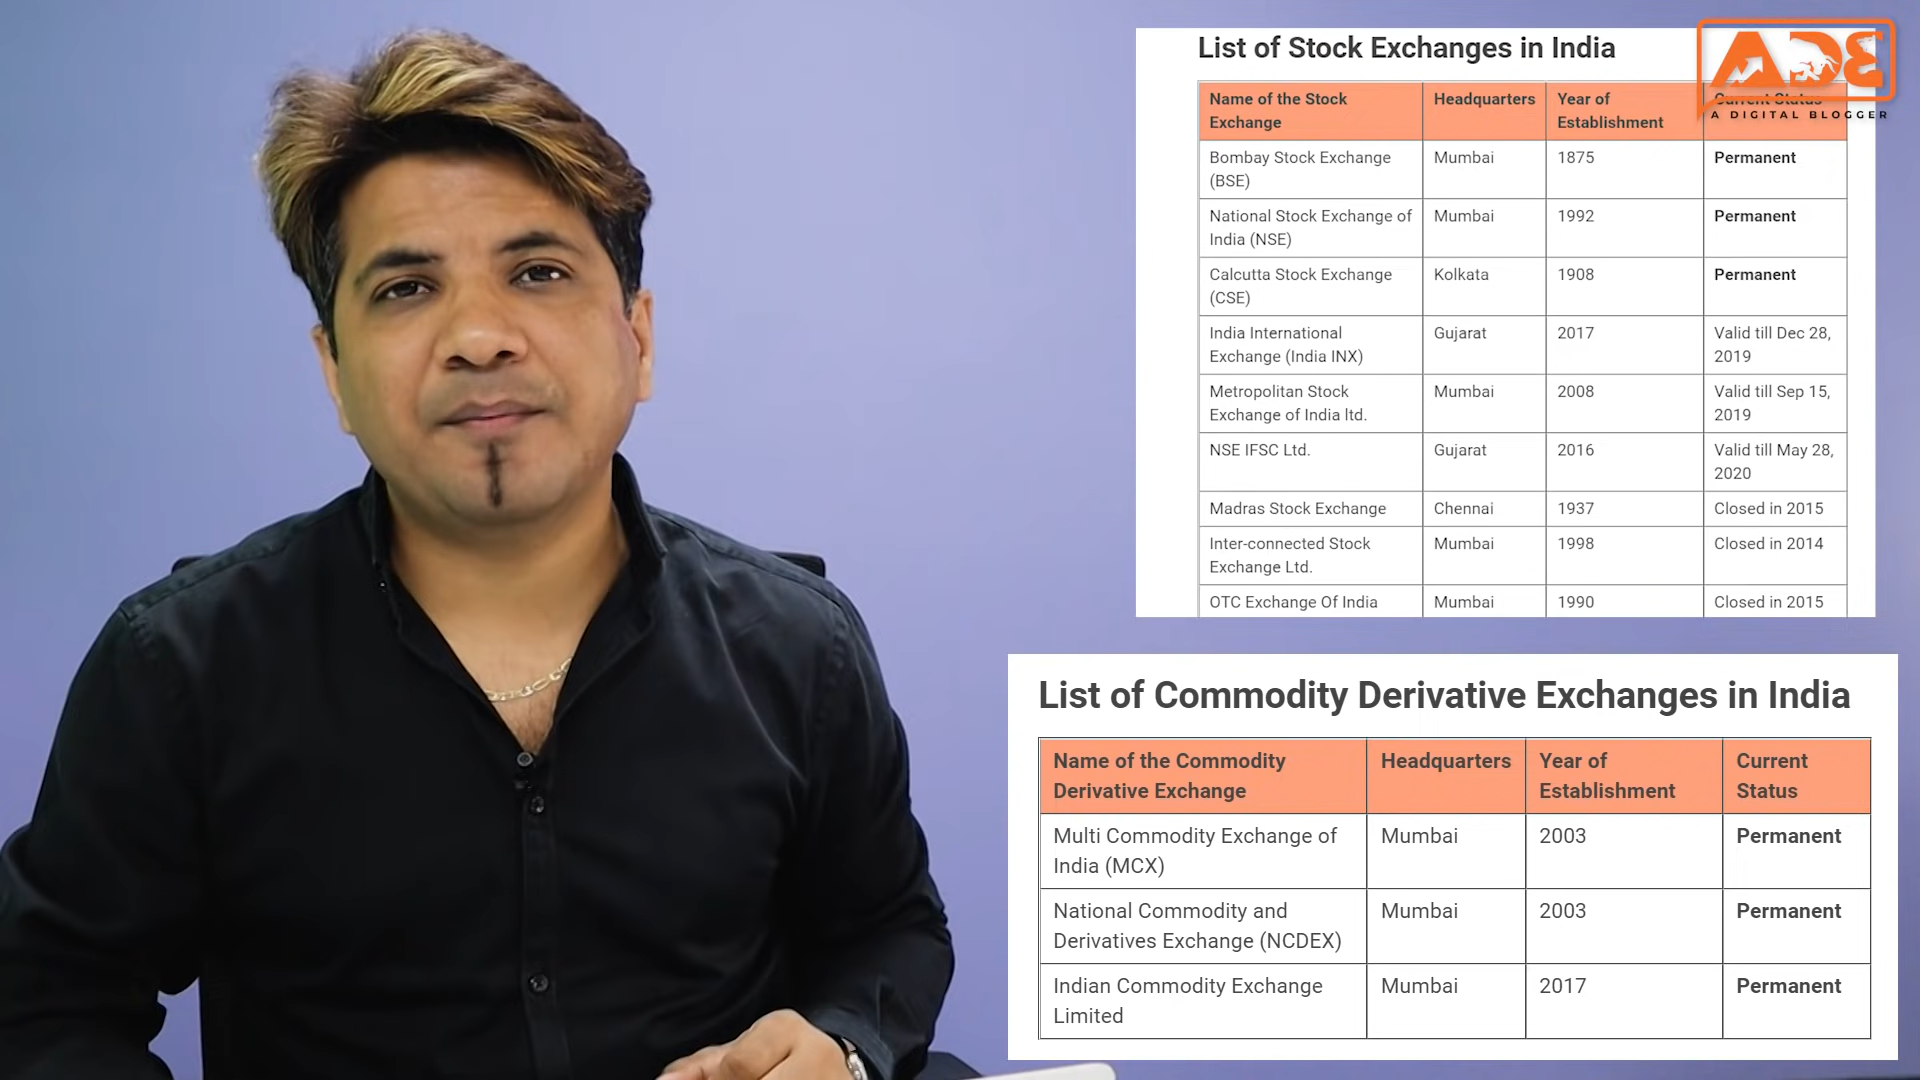 List of Stock Exchanges in India
ADE
A DIGITAL BLOGGER
Name of the Stock Exchange
Headquarters
Year of Establishment
Current Status
Bombay Stock Exchange (BSE)
Mumbai
1875
Permanent
National Stock Exchange of India (NSE)
Mumbai
1992
Permanent
Calcutta Stock Exchange (CSE)
Kolkata
1908
Permanent
India International Exchange (India INX)
Gujarat
2017
Valid till Dec 28, 2019
Metropolitan Stock Exchange of India ltd.
Mumbai
2008
Valid till Sep 15, 2019
NSE IFSC Ltd.
Gujarat
2016
Valid till May 28, 2020
Madras Stock Exchange
Chennai
1937
Closed in 2015
Inter-connected Stock Exchange Ltd.
Mumbai
1998
Closed in 2014
OTC Exchange Of India
Mumbai
1990
Closed in 2015
List of Commodity Derivative Exchanges in India
Name of the Commodity Derivative Exchange
Headquarters
Year of Establishment
Current Status
Multi Commodity Exchange of India (MCX)
Mumbai
2003
Permanent
National Commodity and Derivatives Exchange (NCDEX)
Mumbai
2003
Permanent
Indian Commodity Exchange Limited
Mumbai
2017
Permanent